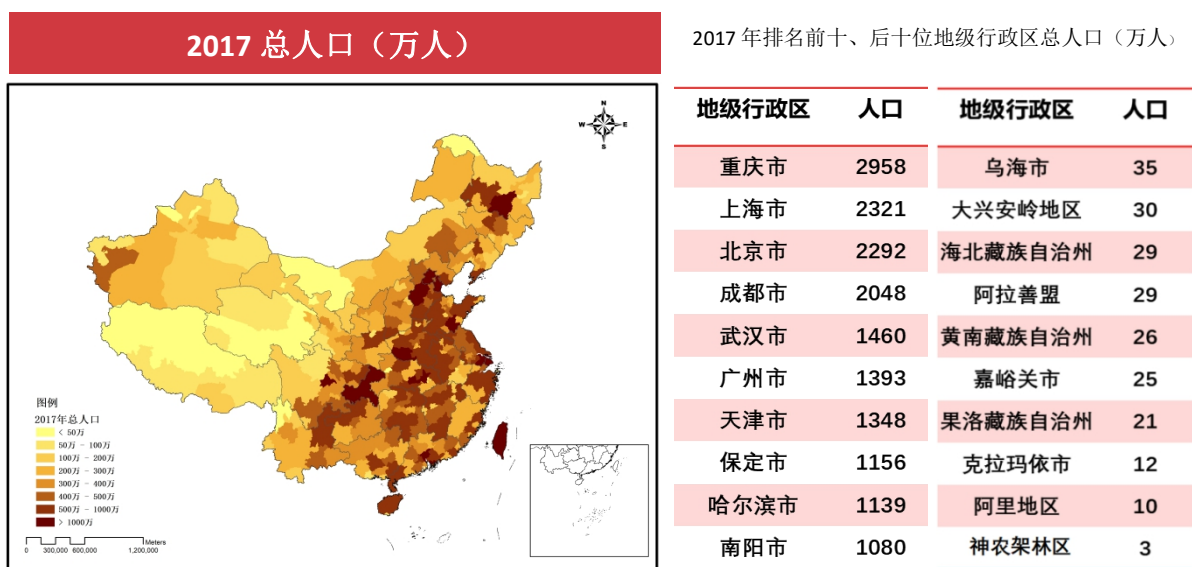 2017 总人口（万人）
N
W
E
S
图例
2017年总人口
< 50万
50万 - 100万
100万 - 200万
200万 - 300万
300万 - 400万
400万 - 500万
500万 - 1000万
> 1000万
Meters
0 300,000 600,000 1,200,000
2017 年排名前十、后十位地级行政区总人口（万人）
地级行政区 人口 地级行政区 人口
重庆市 2958 乌海市 35
上海市 2321 大兴安岭地区 30
北京市 2292 海北藏族自治州 29
成都市 2048 阿拉善盟 29
武汉市 1460 黄南藏族自治州 26
广州市 1393 嘉峪关市 25
天津市 1348 果洛藏族自治州 21
保定市 1156 克拉玛依市 12
哈尔滨市 1139 阿里地区 10
南阳市 1080 神农架林区 3